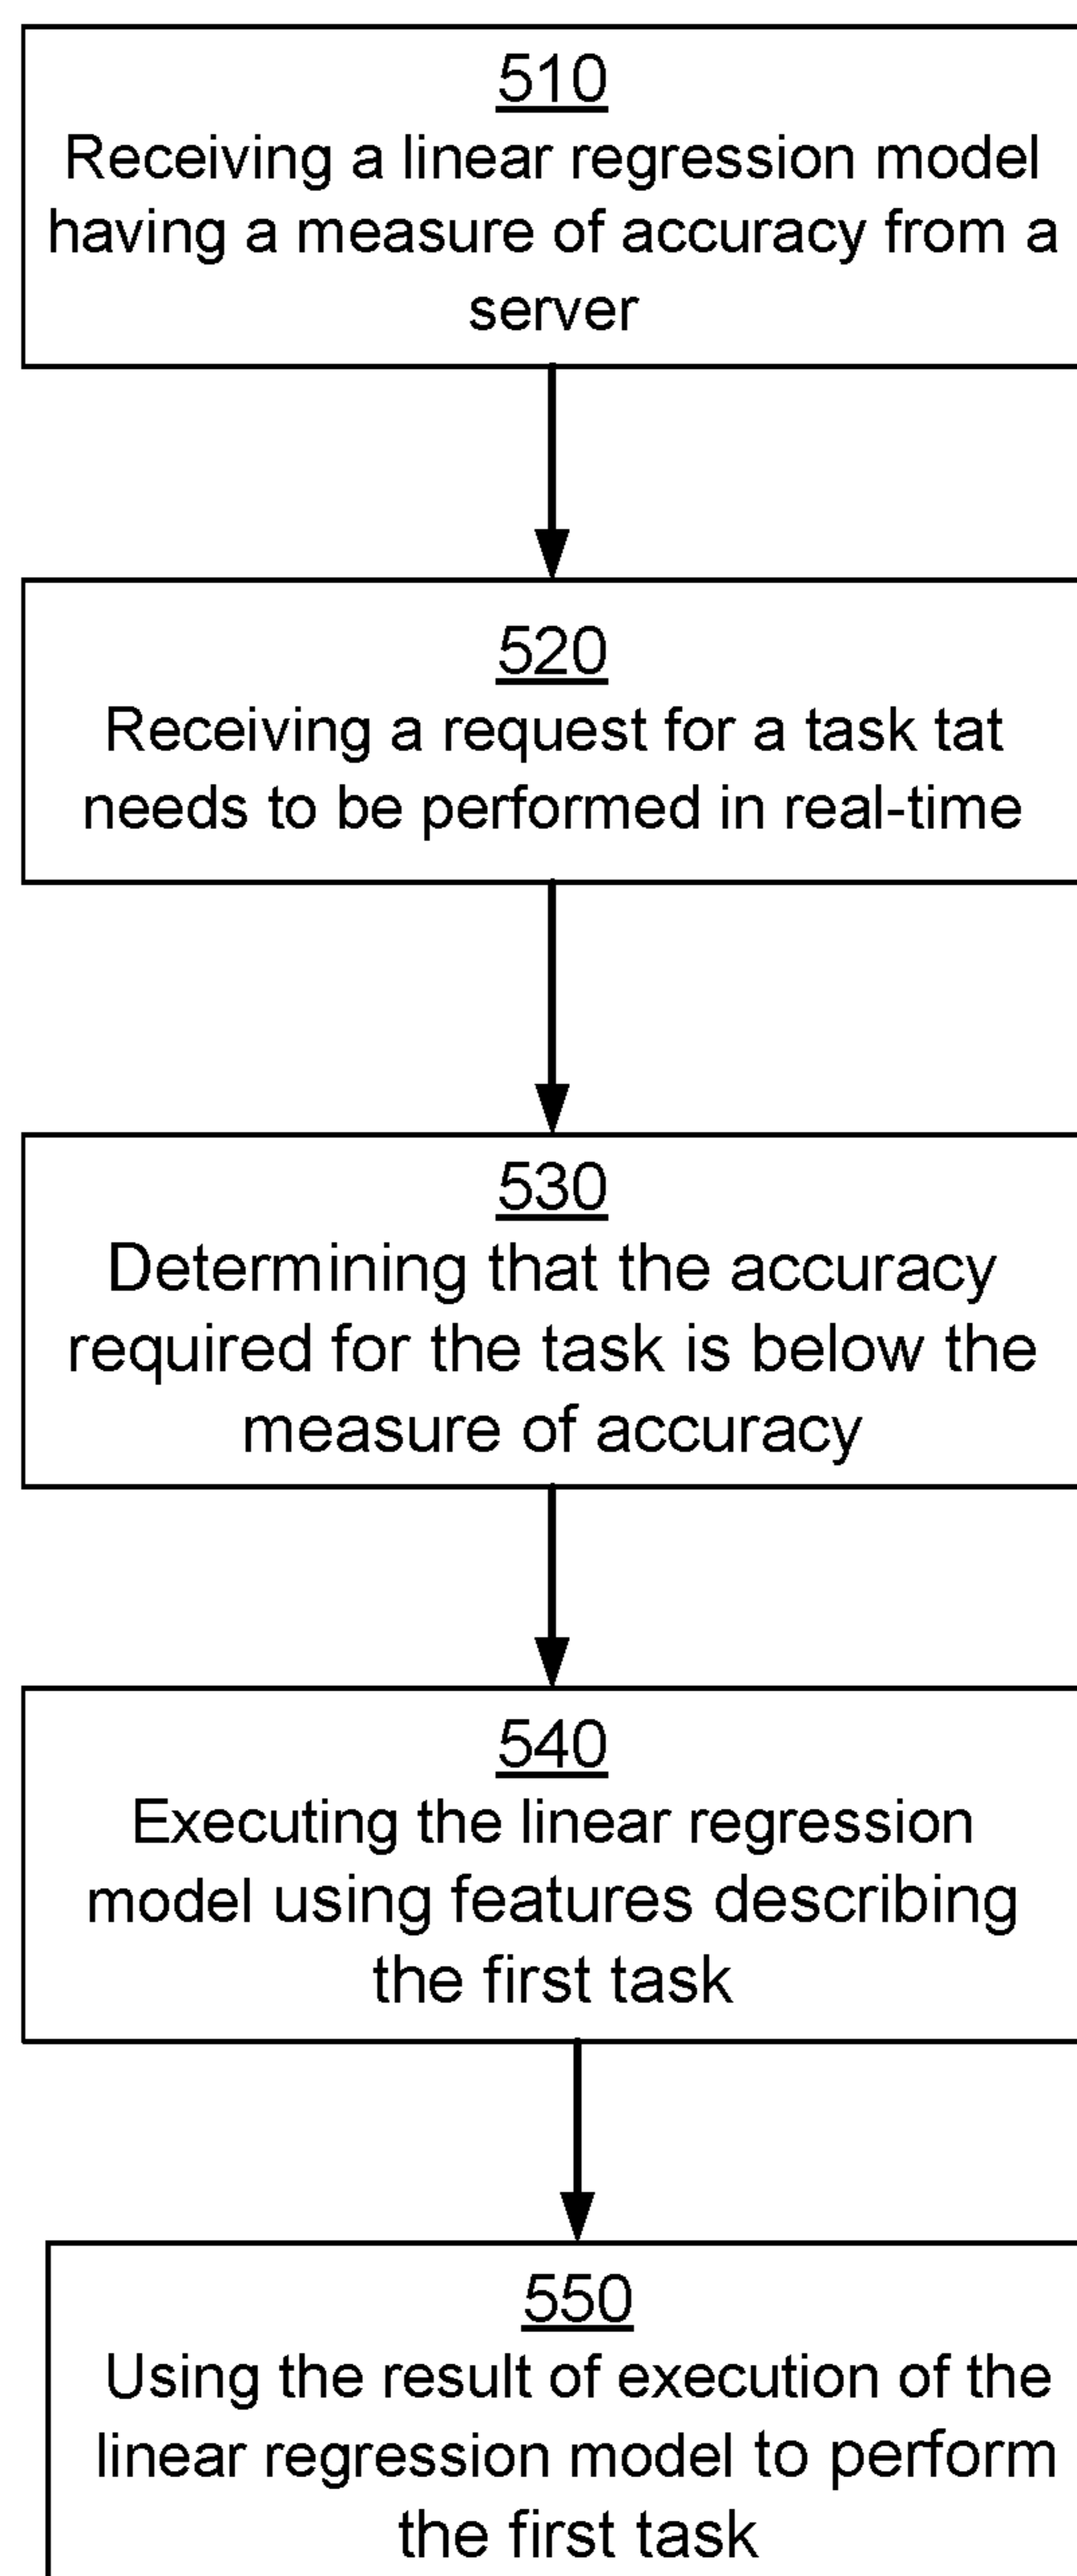 510
Receiving a linear regression model
having a measure of accuracy from a
server
520
Receiving a request for a task tat
needs to be performed in real-time
530
Determining that the accuracy
required for the task is below the
measure of accuracy
540
Executing the linear regression
model using features describing
the first task
550
Using the result of execution of the
linear regression model to perform
the first task